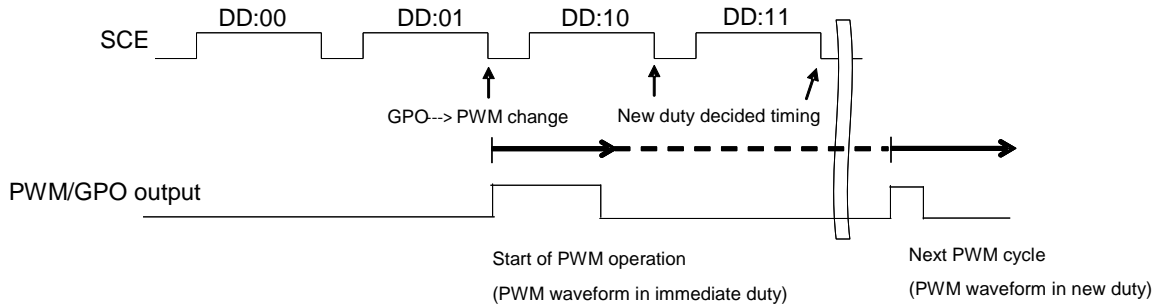 DD:00 DD:01 DD:10 DD:11
SCE
GPO---> PWM change New duty decided timing
PWM/GPO output
Start of PWM operation
(PWM waveform in immediate duty)
Next PWM cycle
(PWM waveform in new duty)